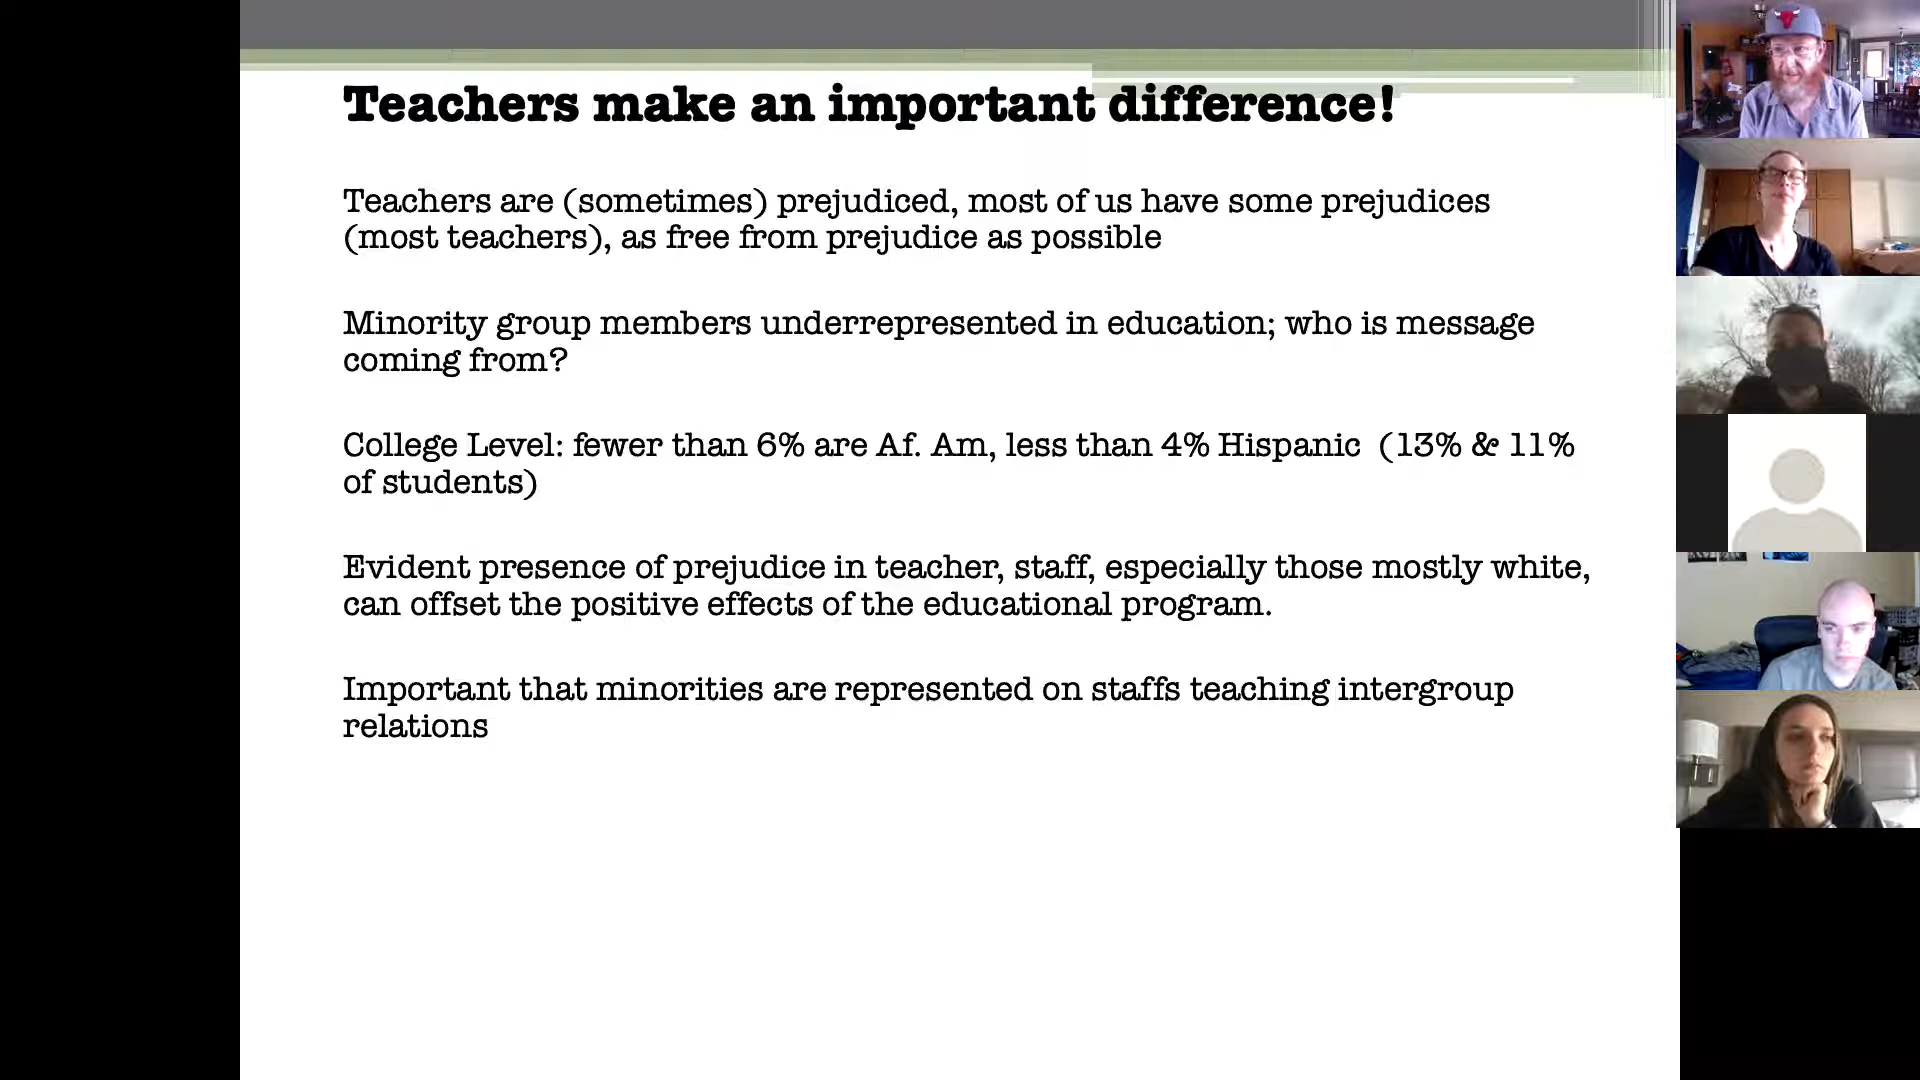 Teachers make an important difference!
Teachers are (sometimes) prejudiced, most of us have some prejudices
(most teachers), as free from prejudice as possible
Minority group members underrepresented in education; who is message
coming from?
College Level: fewer than 6% are Af. Am, less than 4% Hispanic (13% & 11%
of students)
Evident presence of prejudice in teacher, staff, especially those mostly white,
can offset the positive effects of the educational program.
Important that minorities are represented on staffs teaching intergroup
relations